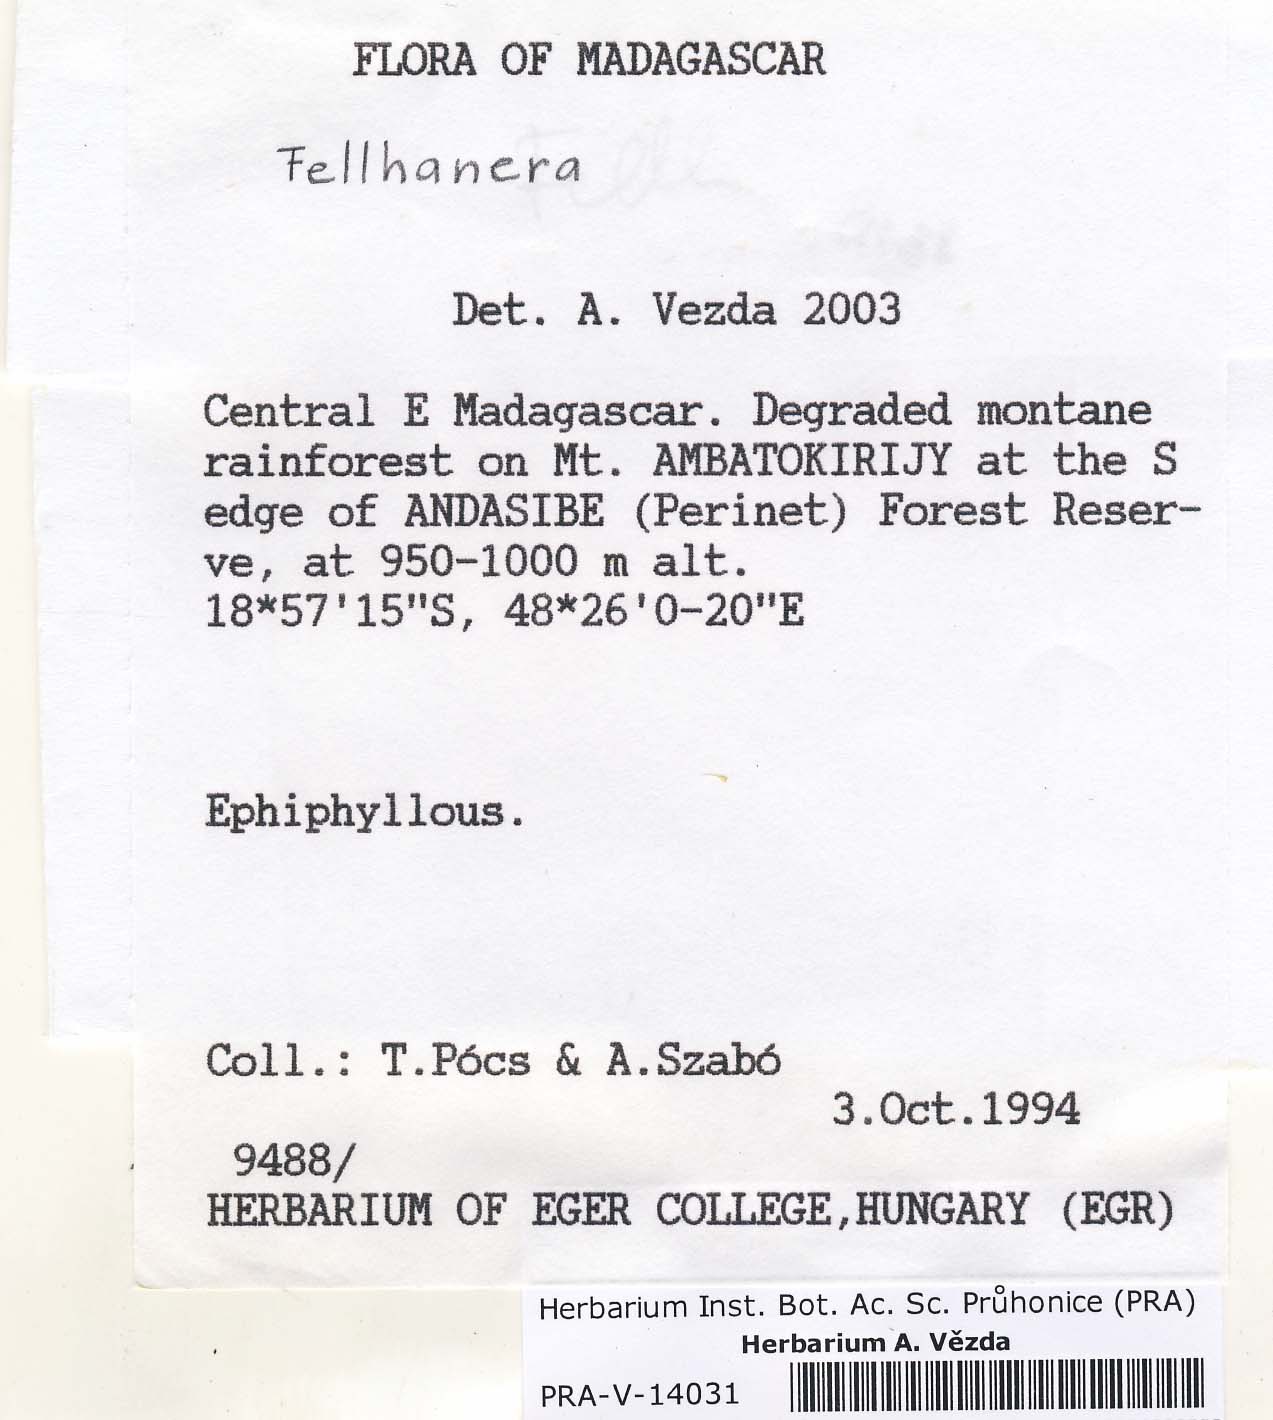 FLORA OF MADAGASCAR
Fellhanera
Det. A. Vezda 2003
Central E Madagascar. Degraded montane
rainforest on Mt. AMBATOKIRIJY at the S
edge of ANDASIBE (Perinet) Forest Reser-
ve, at 950-1000 m alt.
18*57'15"S, 48*26'0-20"E
Ephiphyllous.
Coll.: T.Pócs & A.Szabó
3.Oct.1994
9488/
HERBARIUM OF EGER COLLEGE,HUNGARY (EGR)
Herbarium Inst. Bot. Ac. Sc. Průhonice (PRA)
Herbarium A. Vězda
PRA-V-14031